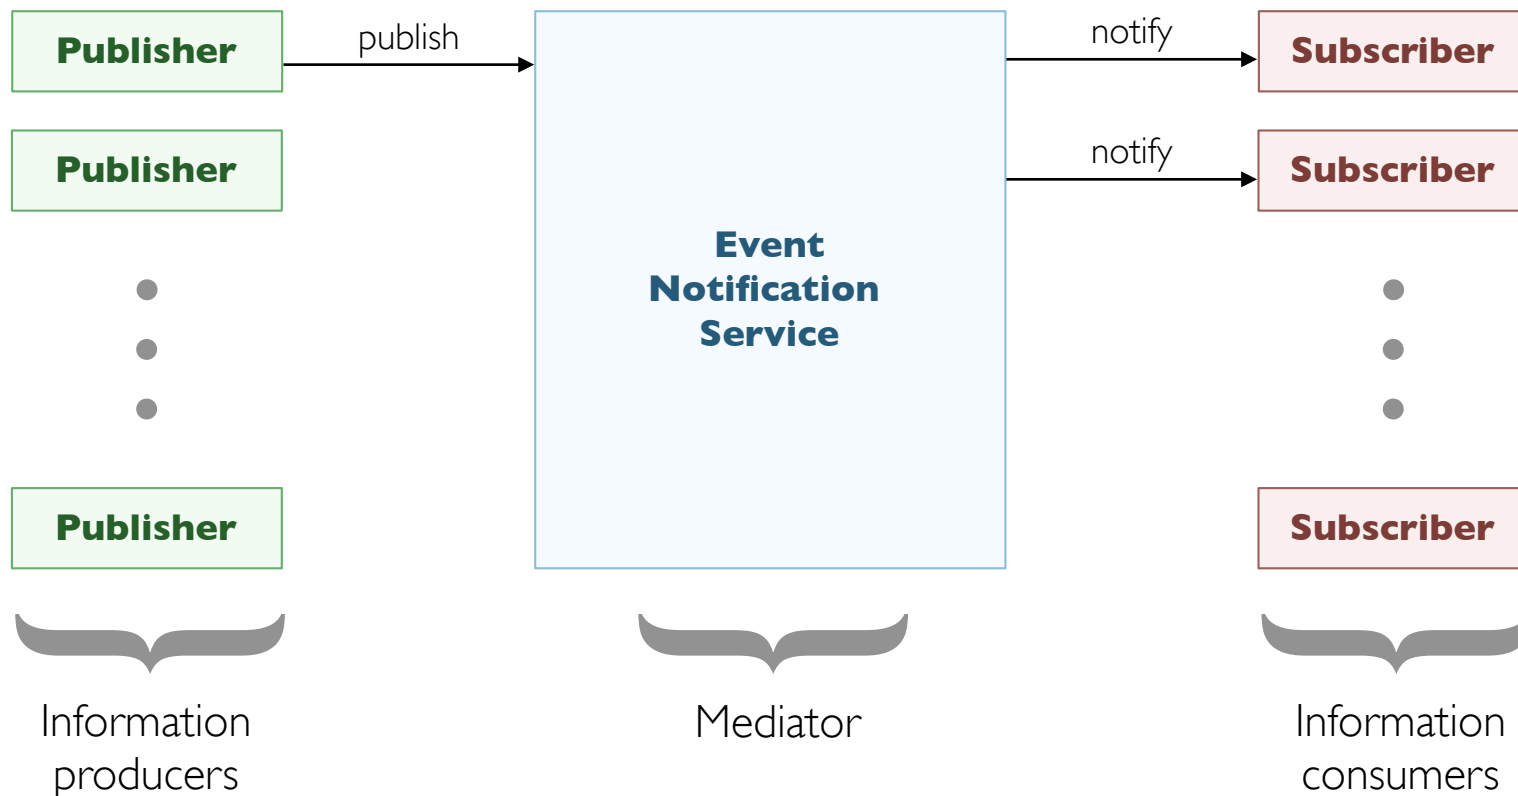 Publisher
publish
notify
Subscriber
Publisher
notify
Subscriber
Event
Notification
Service
Publisher
Subscriber
Information
producers
Mediator
Information
consumers